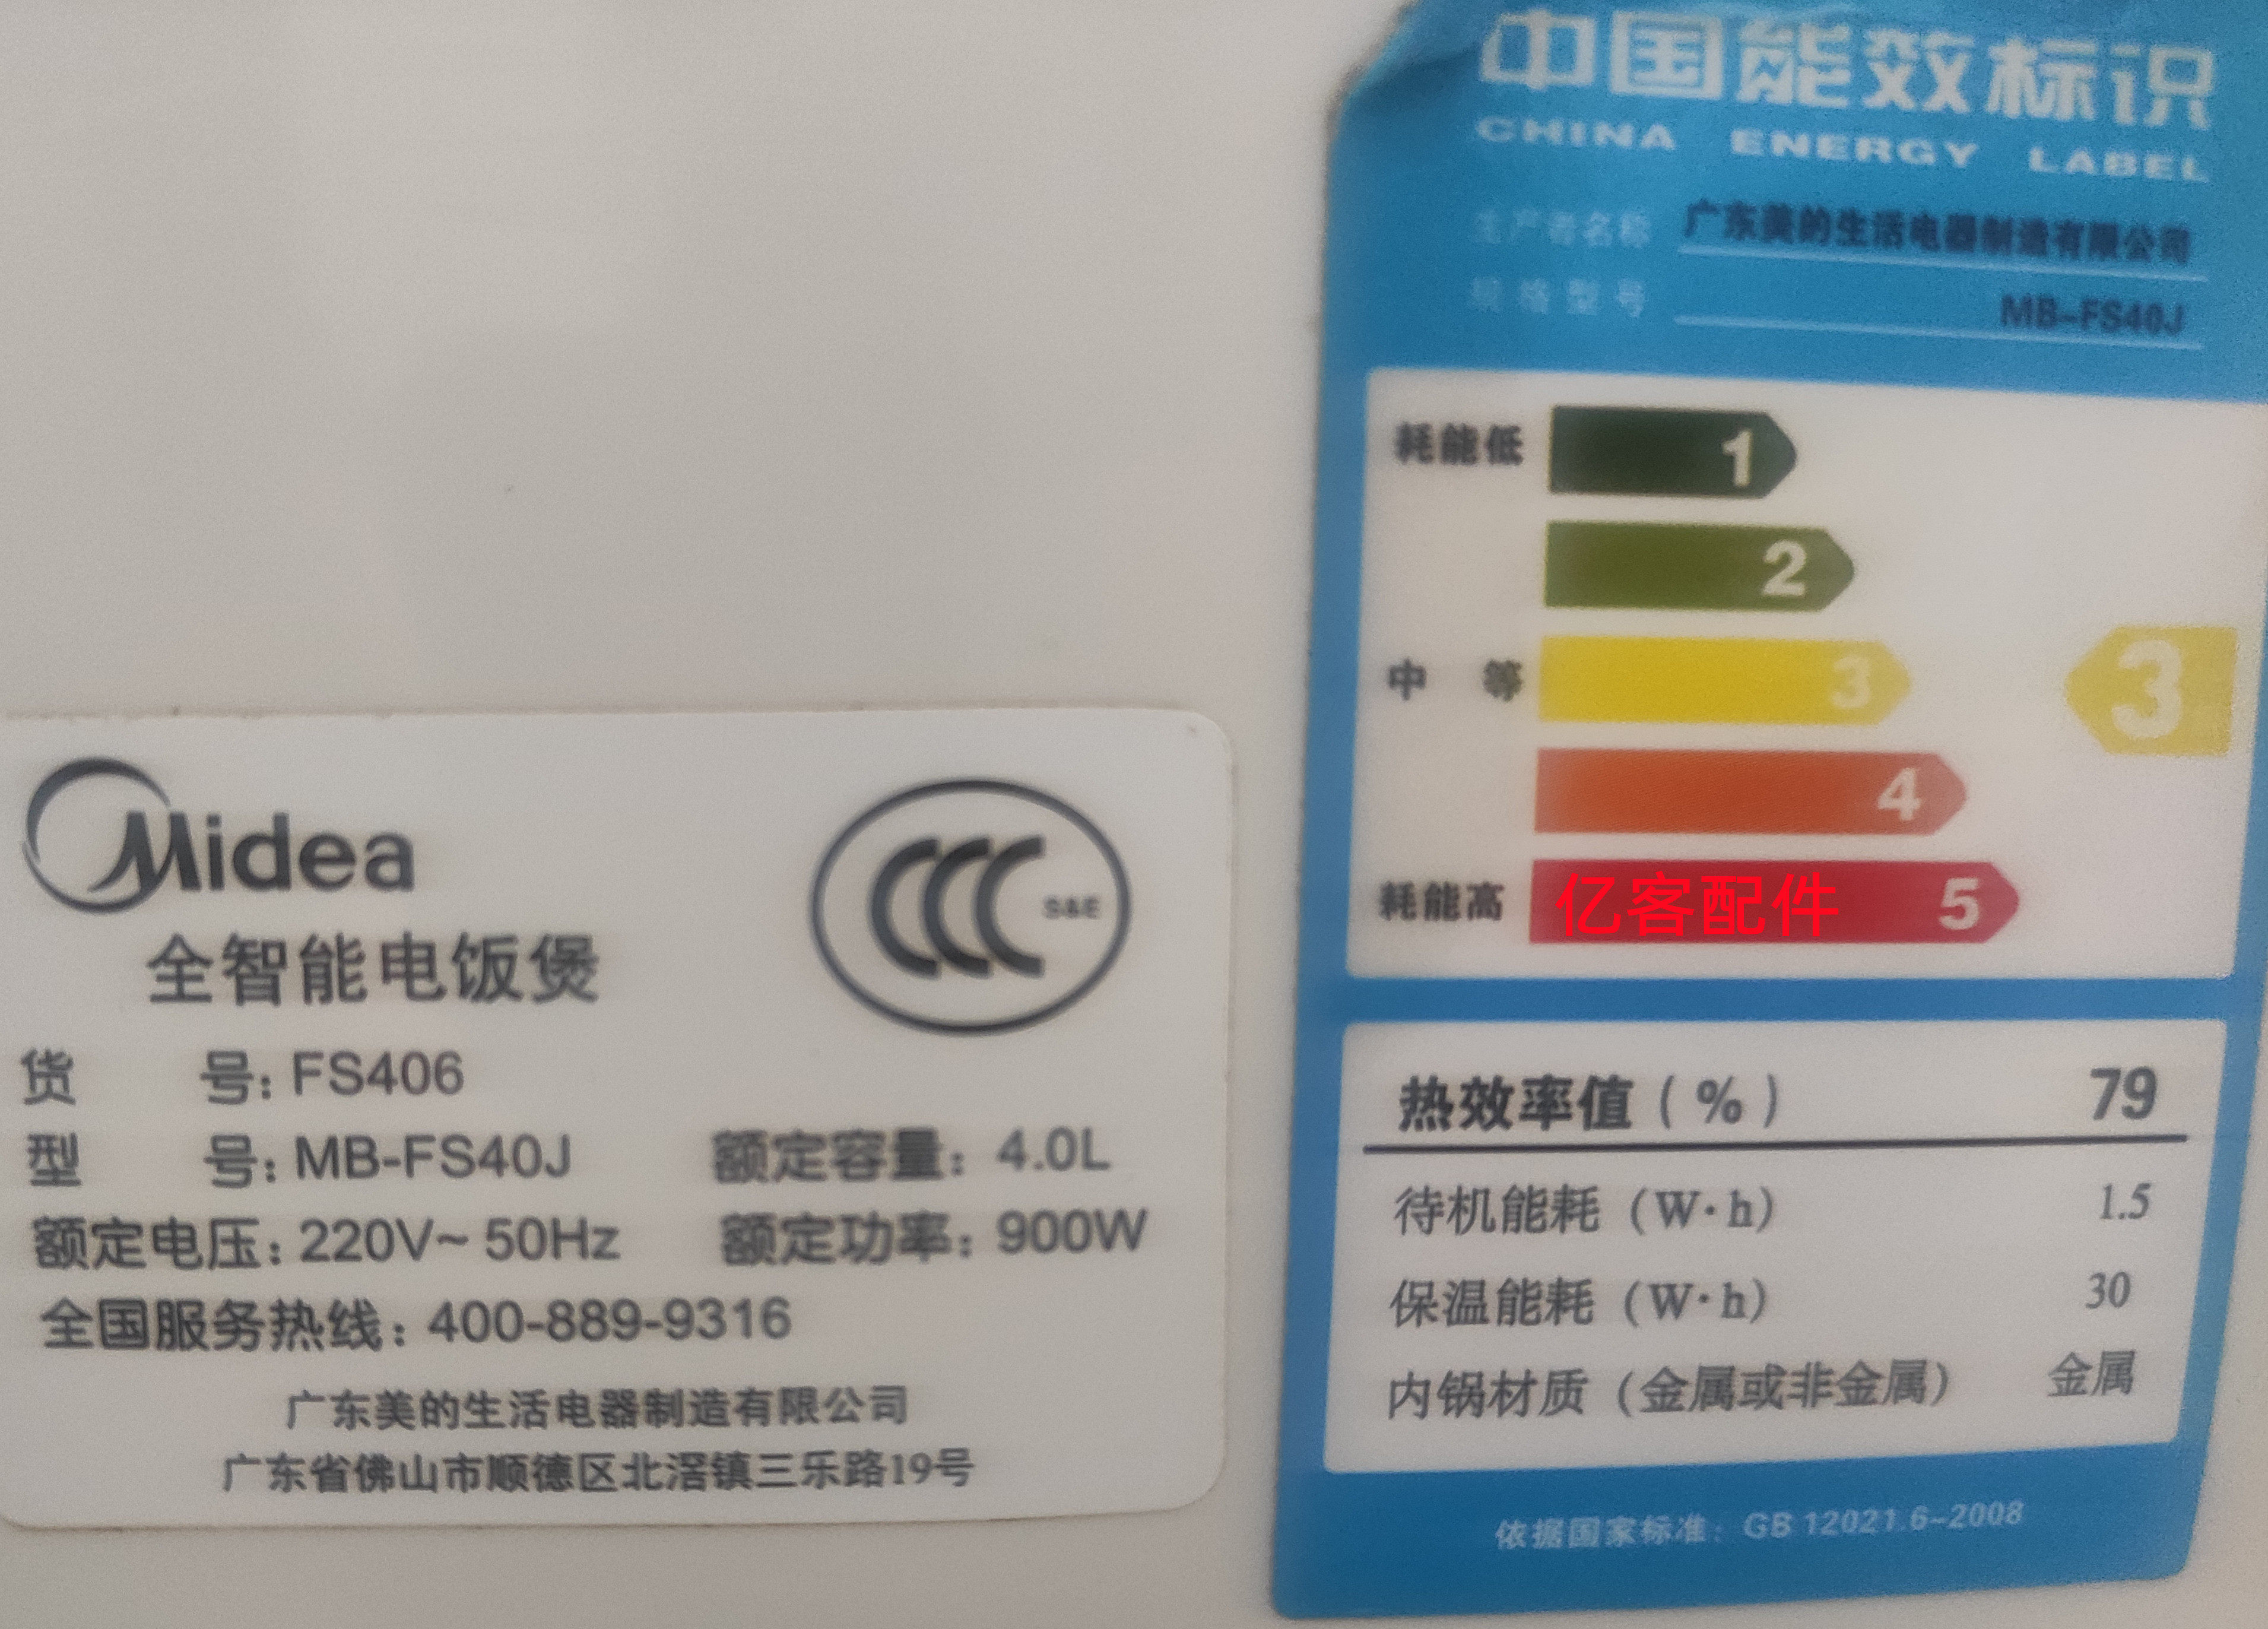 Midea
CCC S&E
全智能电饭煲
货 号: FS406
型 号: MB-FS40J 额定容量: 4.0L
额定电压: 220V~ 50Hz 额定功率: 900W
全国服务热线: 400-889-9316
广东美的生活电器制造有限公司
广东省佛山市顺德区北滘镇三乐路19号
中国能效标识
CHINA ENERGY LABEL
生产者名称 广东美的生活电器制造有限公司
规格型号 MB-FS40J
耗能低 1
2
中 等 3 3
4
耗能高 亿客配件 5
热效率值 (%) 79
待机能耗 (W·h) 1.5
保温能耗 (W·h) 30
内锅材质 (金属或非金属) 金属
依据国家标准: GB 12021.6-2008